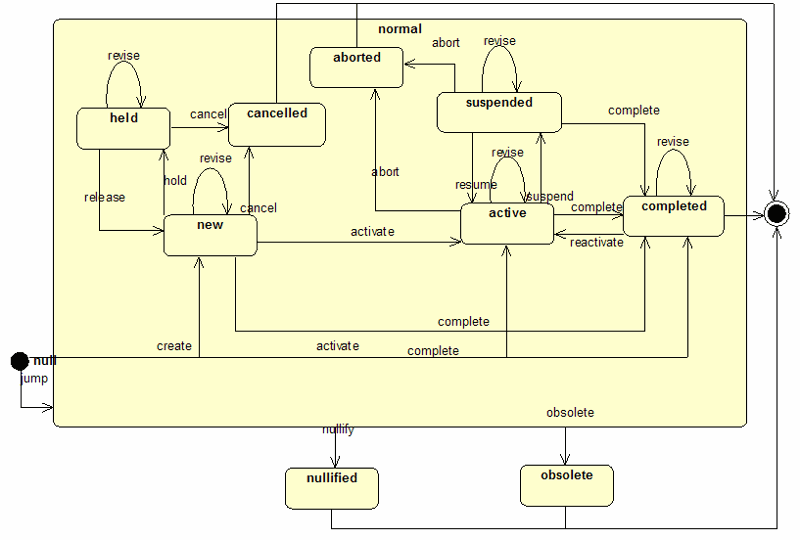 normal
abort
revise
revise
aborted
suspended
held
cancel
cancelled
complete
revise
revise
revise
abort
hold
resume
release
cancel
suspend
new
active
complete
completed
activate
reactivate
complete
create
activate
complete
null
jump
obsolete
nullify
nullified
obsolete